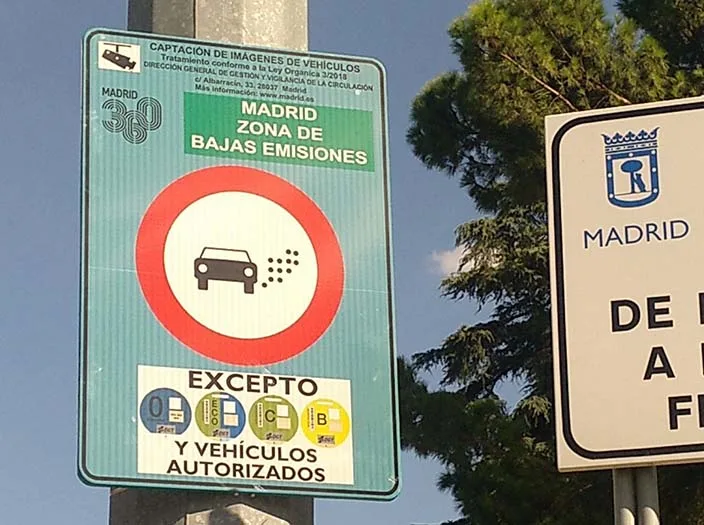 CAPTACIÓN DE IMÁGENES DE VEHÍCULOS
Tratamiento conforme a la Ley Organica 3/2018
DIRECCIÓN GENERAL DE GESTIÓN Y VIGILANCIA DE LA CIRCULACIÓN
c/ Albarracín, 33, 28037 Madrid
Más información: www.madrid.es
MADRID
360
MADRID
ZONA DE
BAJAS EMISIONES
EXCEPTO
0 ECO C B
Y VEHÍCULOS
AUTORIZADOS
MADRID
DE
A